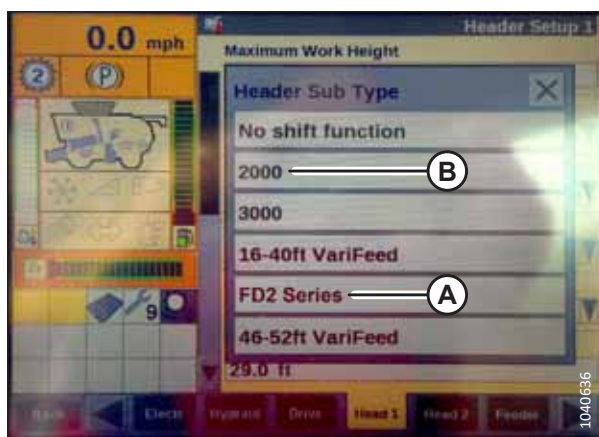 0.0 mph
Header Setup 1
Maximum Work Height
2
P
Header Sub Type
No shift function
2000
B
3000
16-40ft VariFeed
FD2 Series
A
46-52ft VariFeed
9
29.0 ft
Back
Electr
Hydraul
Drive
Head 1
Head 2
Feeder
1040636